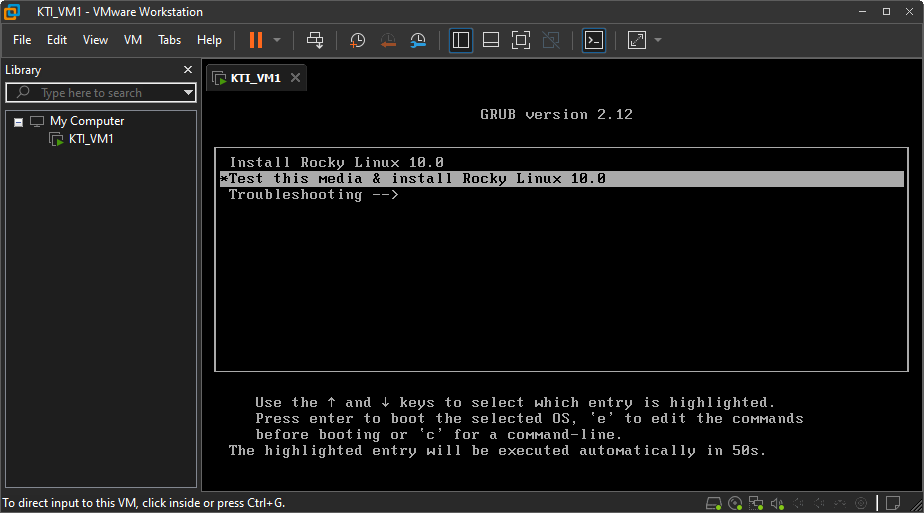 KTI_VM1 - VMware Workstation
File Edit View VM Tabs Help
Library
Type here to search
My Computer
KTI_VM1
KTI_VM1
GRUB version 2.12
Install Rocky Linux 10.0
*Test this media & install Rocky Linux 10.0
Troubleshooting -->
Use the ↑ and ↓ keys to select which entry is highlighted.
Press enter to boot the selected OS, `e' to edit the commands
before booting or `c' for a command-line.
The highlighted entry will be executed automatically in 50s.
To direct input to this VM, click inside or press Ctrl+G.